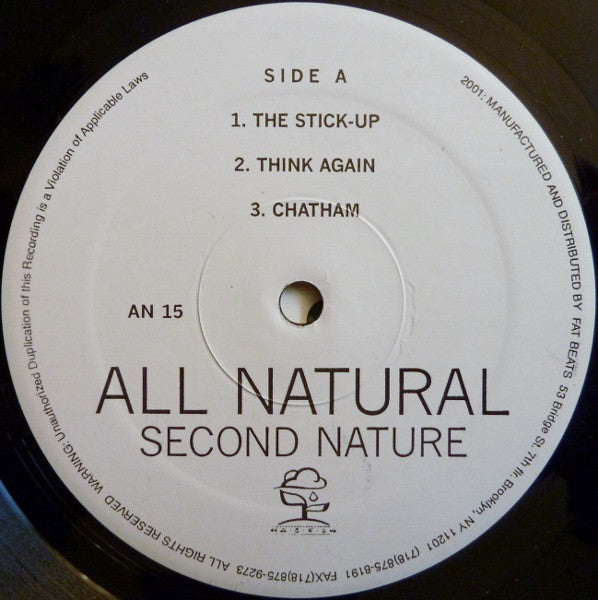 SIDE A
1. THE STICK-UP
2. THINK AGAIN
3. CHATHAM
AN 15
ALL NATURAL
SECOND NATURE
2001: MANUFACTURED AND DISTRIBUTED BY FAT BEATS 53 Bridge St. 7th flr. Brooklyn, NY 11201 (718)875-8191 FAX(718)875-9273 ALL RIGHTS RESERVED WARNING: Unauthorized Duplication of this Recording is a Violation of Applicable Laws